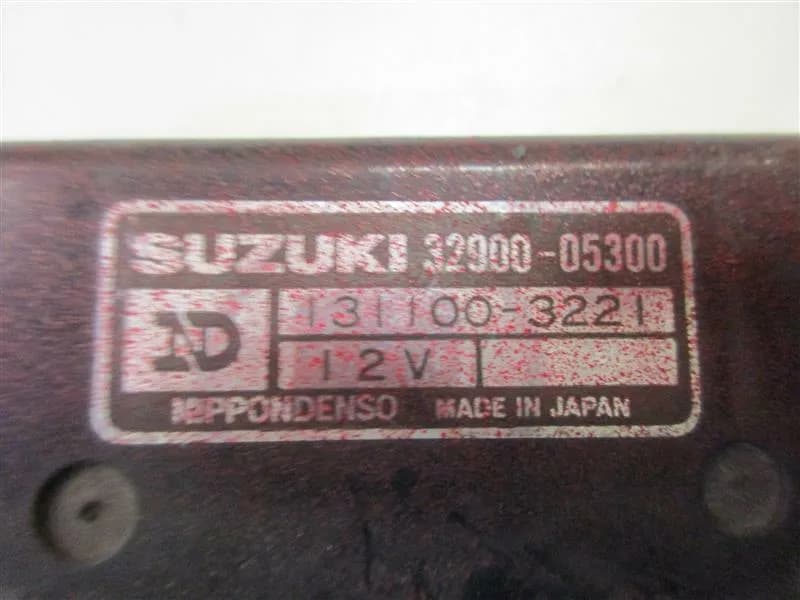 SUZUKI 32900-05300
ND 131100-3221
12V
NIPPONDENSO MADE IN JAPAN